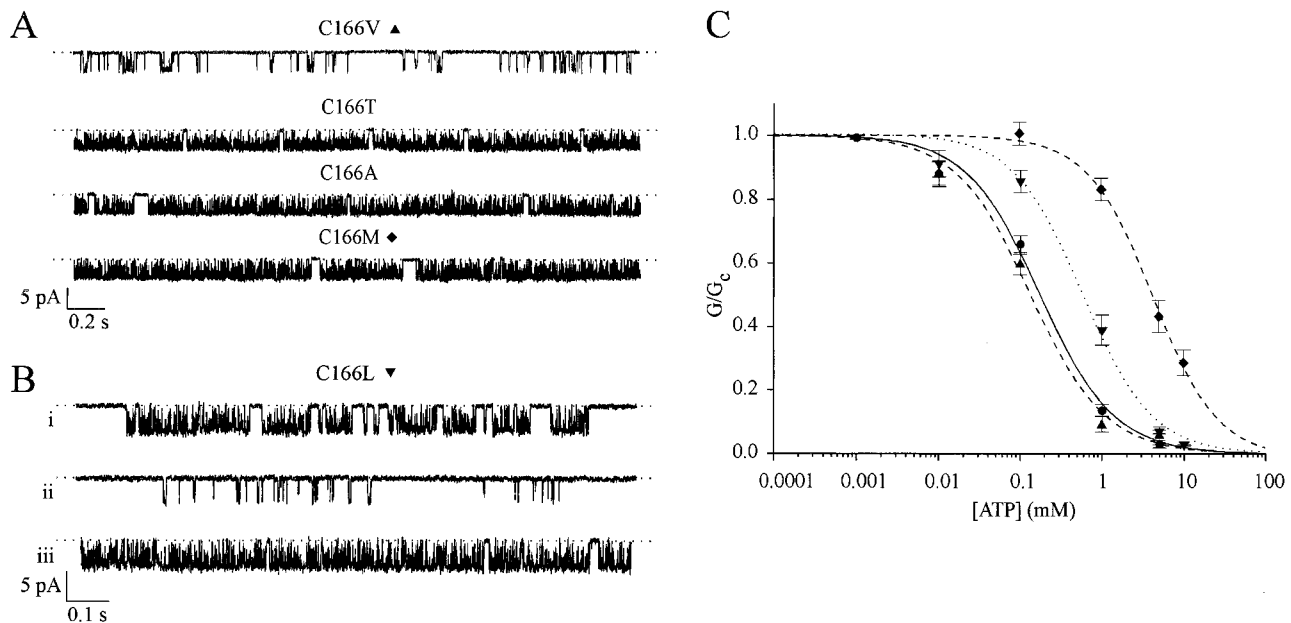 A
C166V ▲
C166T
C166A
C166M ◆
5 pA
0.2 s
B
C166L ▼
i
ii
iii
5 pA
0.1 s
C
G/Gc
1.0
0.8
0.6
0.4
0.2
0.0
0.0001 0.001 0.01 0.1 1 10 100
[ATP] (mM)